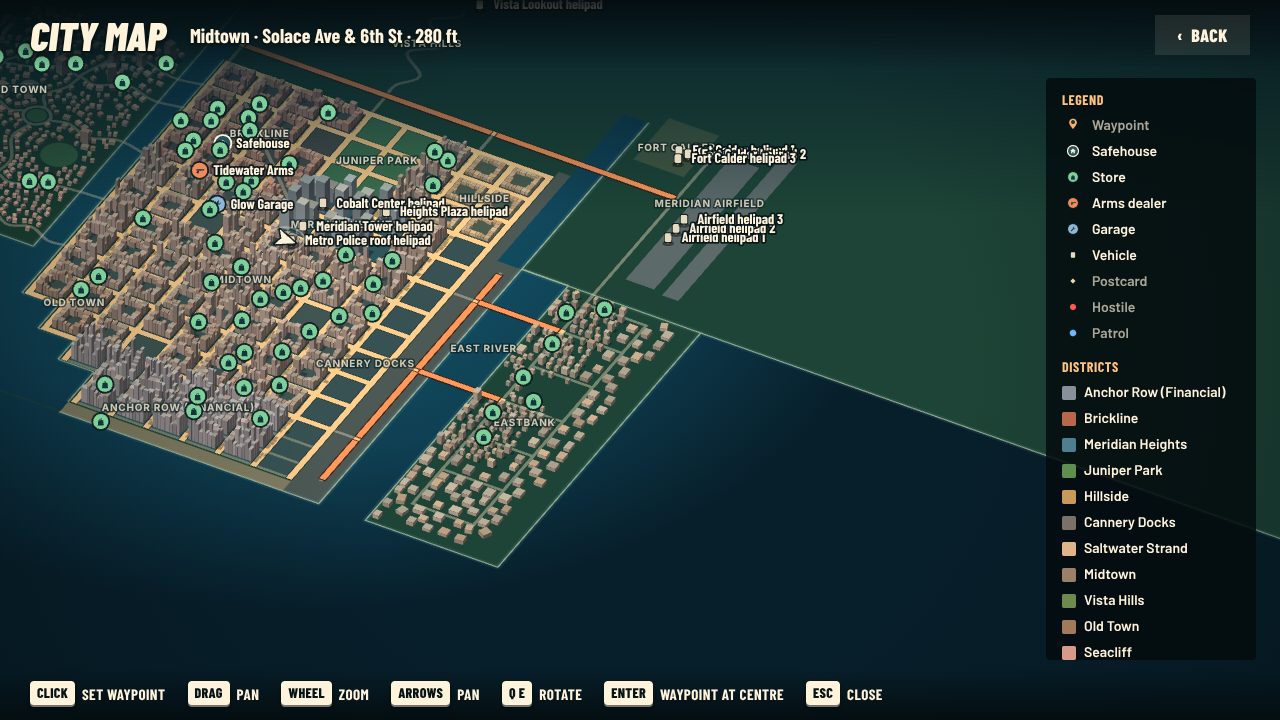 Vista Lookout helipad
CITY MAP
Midtown · Solace Ave & 6th St · 280 ft
VISTA HILLS
‹ BACK
LEGEND
Waypoint
Safehouse
Store
Arms dealer
Garage
Vehicle
Postcard
Hostile
Patrol
DISTRICTS
Anchor Row (Financial)
Brickline
Meridian Heights
Juniper Park
Hillside
Cannery Docks
Saltwater Strand
Midtown
Vista Hills
Old Town
Seacliff
D TOWN
Safehouse
JUNIPER PARK
Tidewater Arms
Fort Calder helipad 3
HILLSIDE
Glow Garage
Cobalt Center helipad
Heights Plaza helipad
MERIDIAN AIRFIELD
Meridian Tower helipad
Metro Police roof helipad
Airfield helipad 3
Airfield helipad 2
Airfield helipad 1
MIDTOWN
OLD TOWN
EAST RIVER
CANNERY DOCKS
EASTBANK
CLICK SET WAYPOINT DRAG PAN WHEEL ZOOM ARROWS PAN Q E ROTATE ENTER WAYPOINT AT CENTRE ESC CLOSE